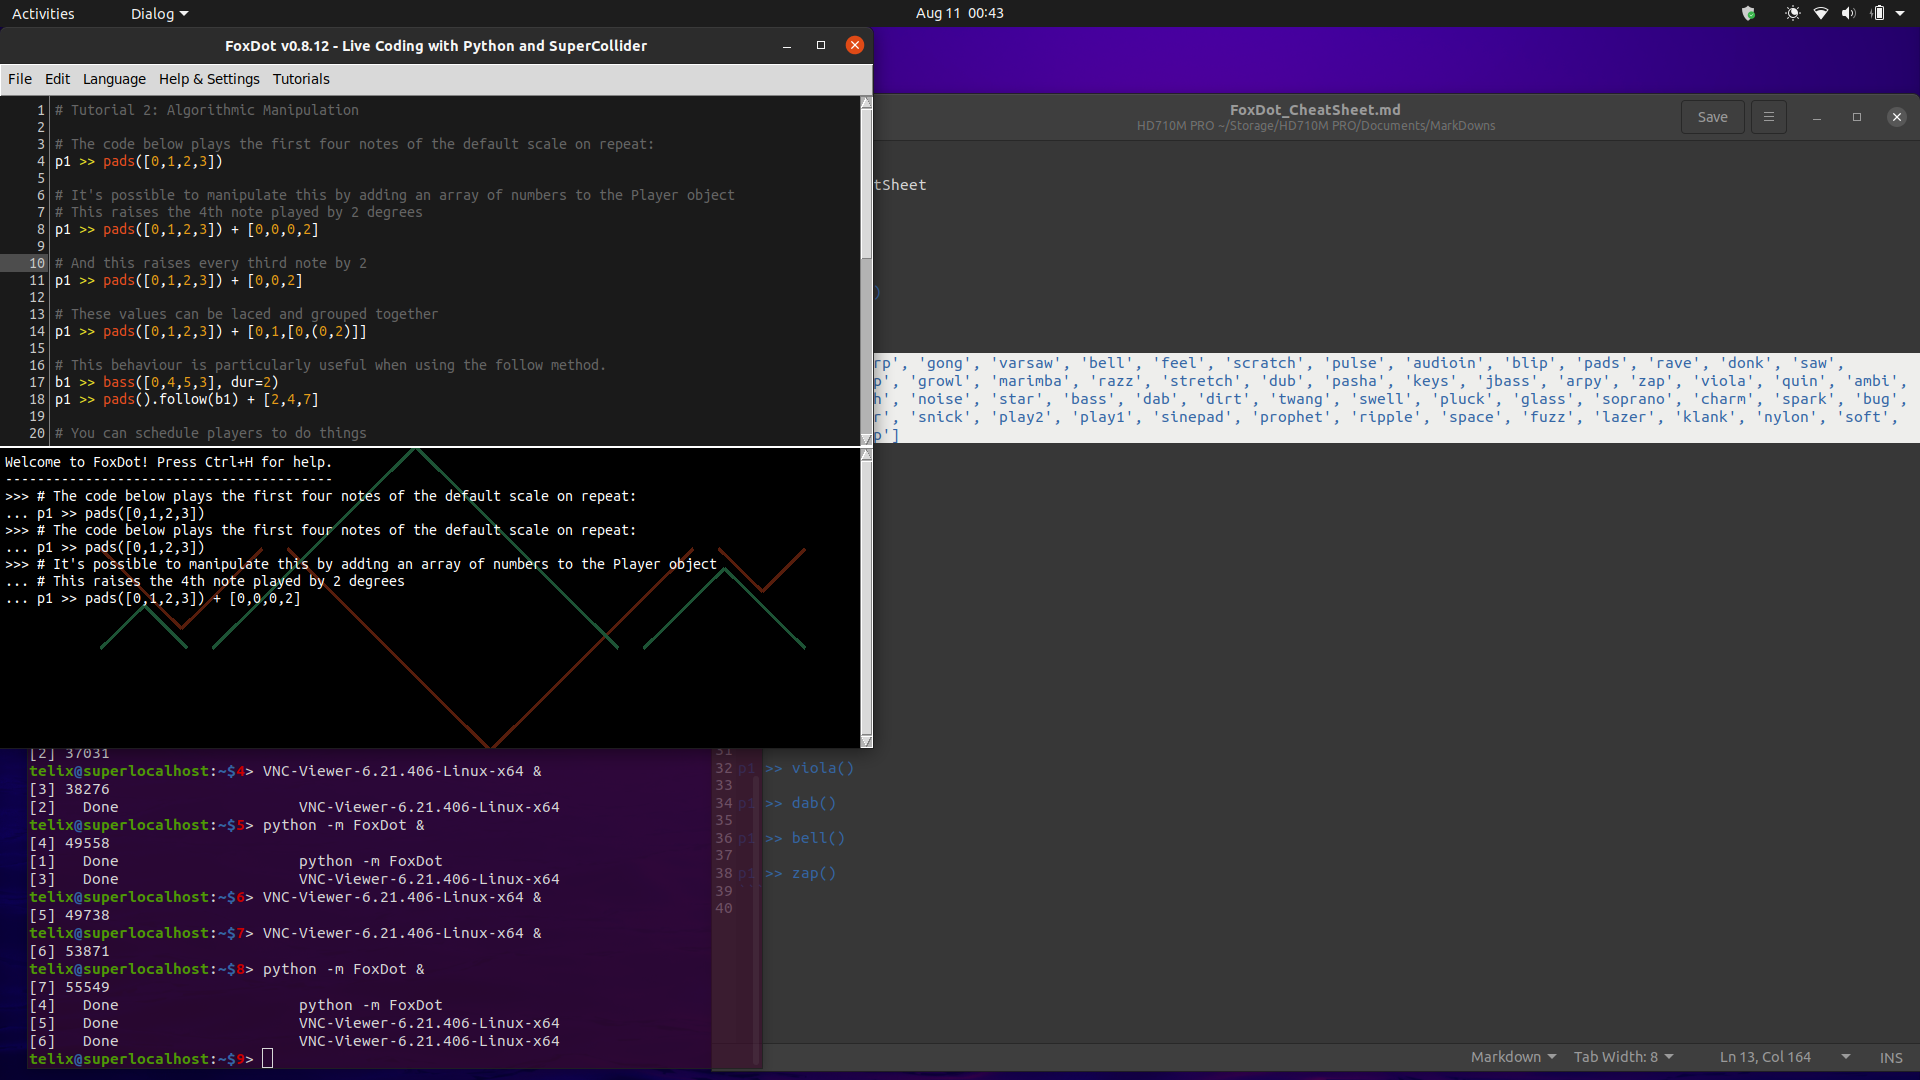 Activities
Dialog
Aug 11 00:43
FoxDot v0.8.12 - Live Coding with Python and SuperCollider
File Edit Language Help & Settings Tutorials
1 # Tutorial 2: Algorithmic Manipulation
2
3 # The code below plays the first four notes of the default scale on repeat:
4 p1 >> pads([0,1,2,3])
5
6 # It's possible to manipulate this by adding an array of numbers to the Player object
7 # This raises the 4th note played by 2 degrees
8 p1 >> pads([0,1,2,3]) + [0,0,0,2]
9
10 # And this raises every third note by 2
11 p1 >> pads([0,1,2,3]) + [0,0,2]
12
13 # These values can be laced and grouped together
14 p1 >> pads([0,1,2,3]) + [0,1,[0,(0,2)]]
15
16 # This behaviour is particularly useful when using the follow method.
17 b1 >> bass([0,4,5,3], dur=2)
18 p1 >> pads().follow(b1) + [2,4,7]
19
20 # You can schedule players to do things
Welcome to FoxDot! Press Ctrl+H for help.
-----------------------------------------
>>> # The code below plays the first four notes of the default scale on repeat:
... p1 >> pads([0,1,2,3])
>>> # The code below plays the first four notes of the default scale on repeat:
... p1 >> pads([0,1,2,3])
>>> # It's possible to manipulate this by adding an array of numbers to the Player object
... # This raises the 4th note played by 2 degrees
... p1 >> pads([0,1,2,3]) + [0,0,0,2]
FoxDot_CheatSheet.md
HD710M PRO ~/Storage/HD710M PRO/Documents/MarkDowns
Save
tSheet
)
rp', 'gong', 'varsaw', 'bell', 'feel', 'scratch', 'pulse', 'audioin', 'blip', 'pads', 'rave', 'donk', 'saw',
p', 'growl', 'marimba', 'razz', 'stretch', 'dub', 'pasha', 'keys', 'jbass', 'arpy', 'zap', 'viola', 'quin', 'ambi',
h', 'noise', 'star', 'bass', 'dab', 'dirt', 'twang', 'swell', 'pluck', 'glass', 'soprano', 'charm', 'spark', 'bug',
r', 'snick', 'play2', 'play1', 'sinepad', 'prophet', 'ripple', 'space', 'fuzz', 'lazer', 'klank', 'nylon', 'soft',
p']
31
32 p1 >> viola()
33
34 p1 >> dab()
35
36 p1 >> bell()
37
38 p1 >> zap()
39
40
Markdown Tab Width: 8 Ln 13, Col 164 INS
[2] 37031
telix@superlocalhost:~$4> VNC-Viewer-6.21.406-Linux-x64 &
[3] 38276
[2] Done VNC-Viewer-6.21.406-Linux-x64
telix@superlocalhost:~$5> python -m FoxDot &
[4] 49558
[1] Done python -m FoxDot
[3] Done VNC-Viewer-6.21.406-Linux-x64
telix@superlocalhost:~$6> VNC-Viewer-6.21.406-Linux-x64 &
[5] 49738
telix@superlocalhost:~$7> VNC-Viewer-6.21.406-Linux-x64 &
[6] 53871
telix@superlocalhost:~$8> python -m FoxDot &
[7] 55549
[4] Done python -m FoxDot
[5] Done VNC-Viewer-6.21.406-Linux-x64
[6] Done VNC-Viewer-6.21.406-Linux-x64
telix@superlocalhost:~$9>